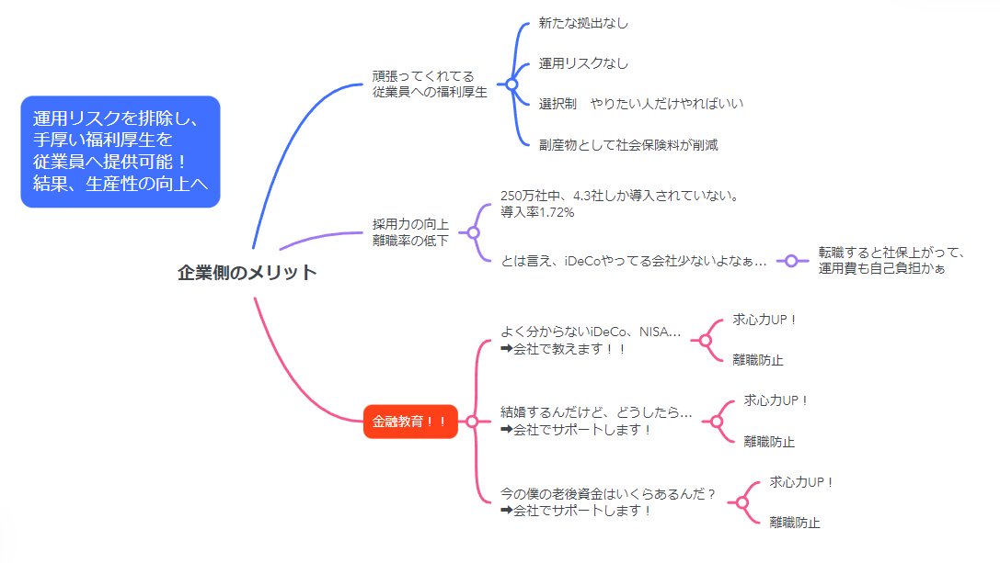 運用リスクを排除し、
手厚い福利厚生を
従業員へ提供可能！
結果、生産性の向上へ
企業側のメリット
頑張ってくれてる
従業員への福利厚生
新たな拠出なし
運用リスクなし
選択制　やりたい人だけやればいい
副産物として社会保険料が削減
採用力の向上
離職率の低下
250万社中、4.3社しか導入されていない。
導入率1.72%
とは言え、iDeCoやってる会社少ないよなぁ…
転職すると社保上がって、
運用費も自己負担かぁ
金融教育！！
よく分からないiDeCo、NISA…
➡会社で教えます！！
求心力UP！
離職防止
結婚するんだけど、どうしたら…
➡会社でサポートします！
求心力UP！
離職防止
今の僕の老後資金はいくらあるんだ？
➡会社でサポートします！
求心力UP！
離職防止